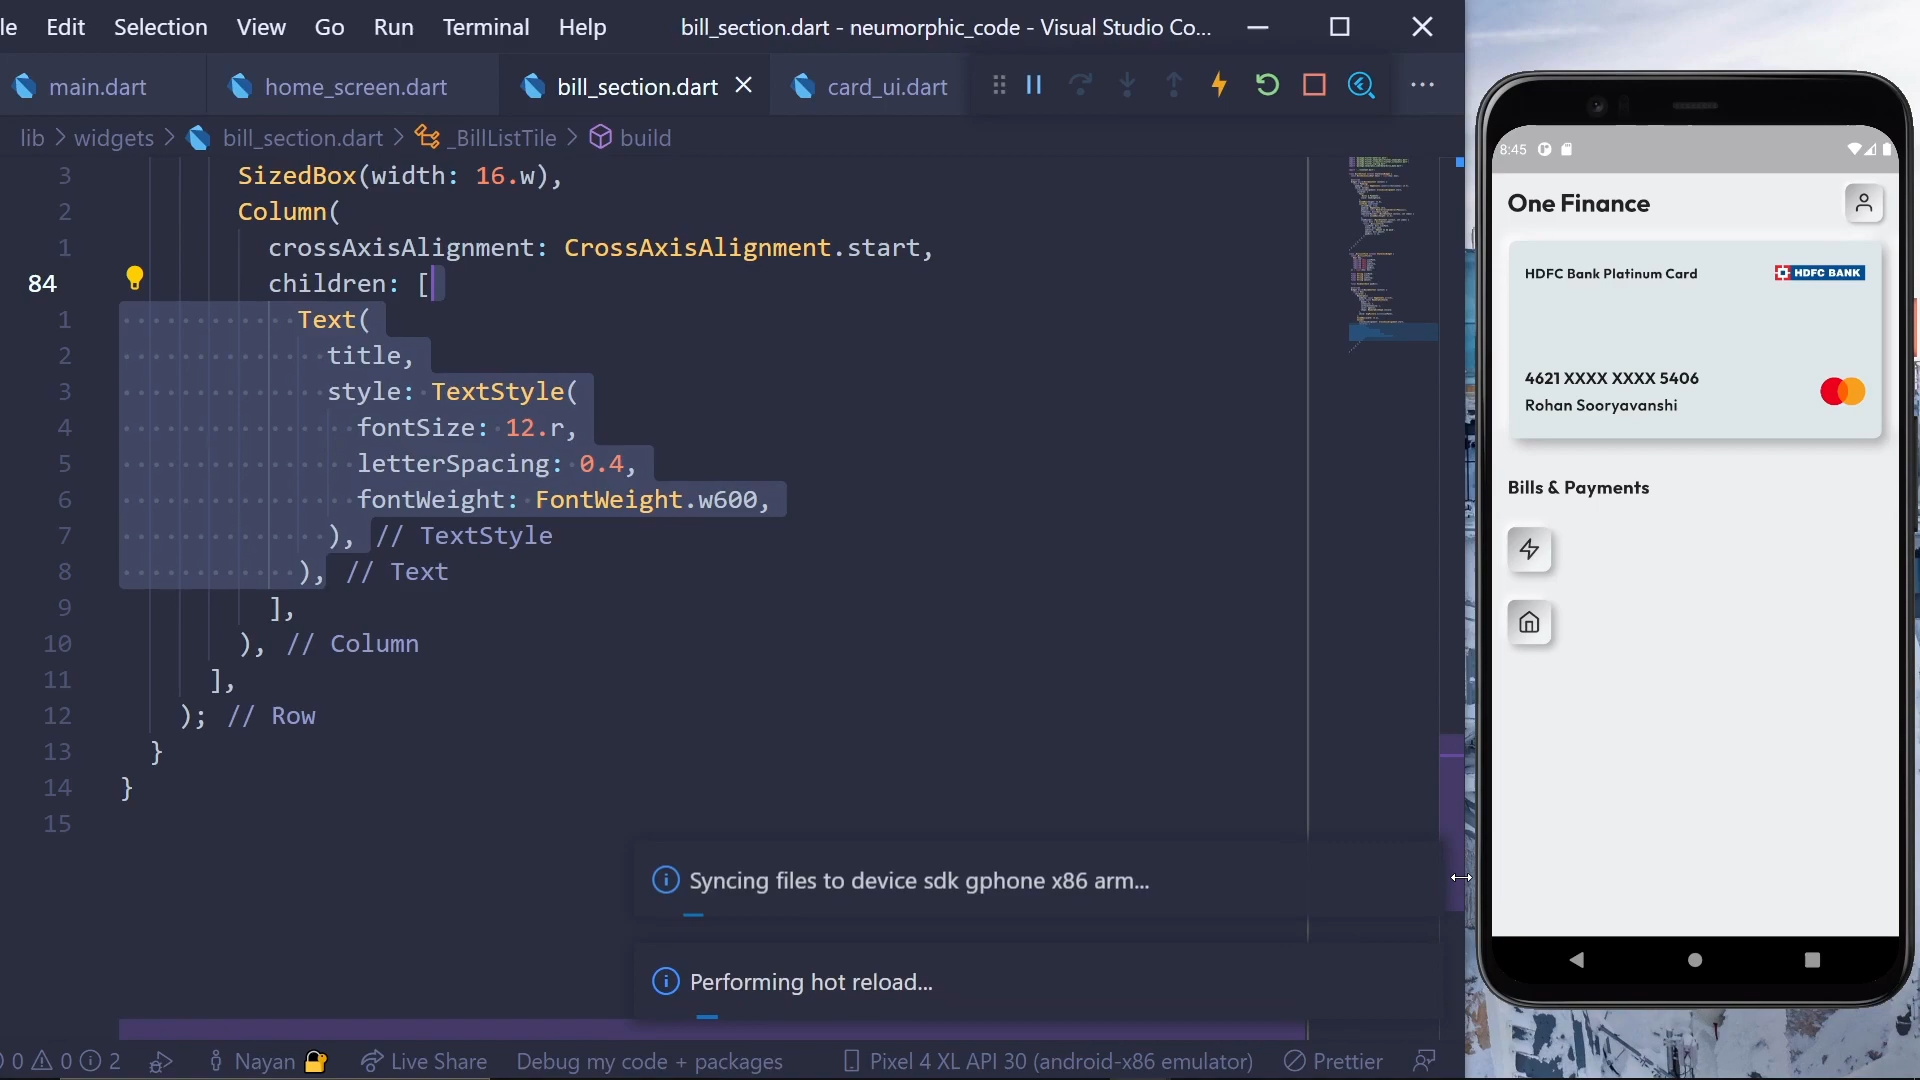 le Edit Selection View Go Run Terminal Help bill_section.dart - neumorphic_code - Visual Studio Co...
main.dart home_screen.dart bill_section.dart card_ui.dart
lib > widgets > bill_section.dart > _BillListTile > build
3 SizedBox(width: 16.w),
2 Column(
1 crossAxisAlignment: CrossAxisAlignment.start,
84 children: [
1 Text(
2 title,
3 style: TextStyle(
4 fontSize: 12.r,
5 letterSpacing: 0.4,
6 fontWeight: FontWeight.w600,
7 ), // TextStyle
8 ), // Text
9 ],
10 ), // Column
11 ],
12 ); // Row
13 }
14 }
15
Syncing files to device sdk gphone x86 arm...
Performing hot reload...
0 0 2 Nayan Live Share Debug my code + packages Pixel 4 XL API 30 (android-x86 emulator) Prettier
8:45
One Finance
HDFC Bank Platinum Card HDFC BANK
4621 XXXX XXXX 5406
Rohan Sooryavanshi
Bills & Payments